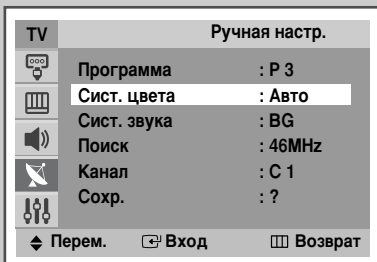 TV Ручная настр.
Программа : P 3
Сист. цвета : Авто
Сист. звука : BG
Поиск : 46MHz
Канал : C 1
Сохр. : ?
Перем. Вход Возврат